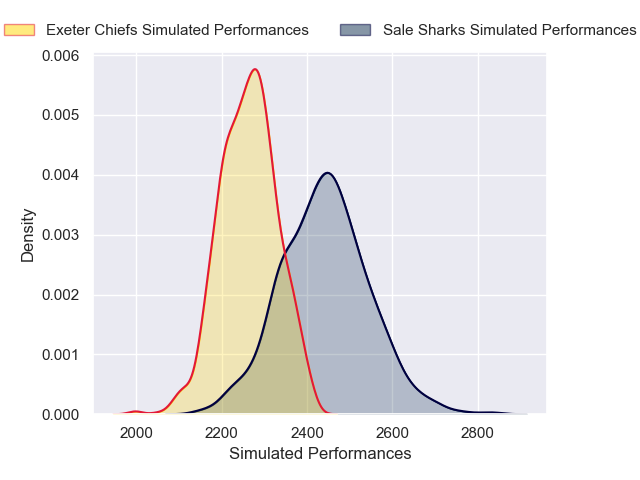 Exeter Chiefs Simulated Performances Sale Sharks Simulated Performances
0.006
0.005
0.004
0.003
0.002
0.001
0.000
Density
2000 2200 2400 2600 2800
Simulated Performances